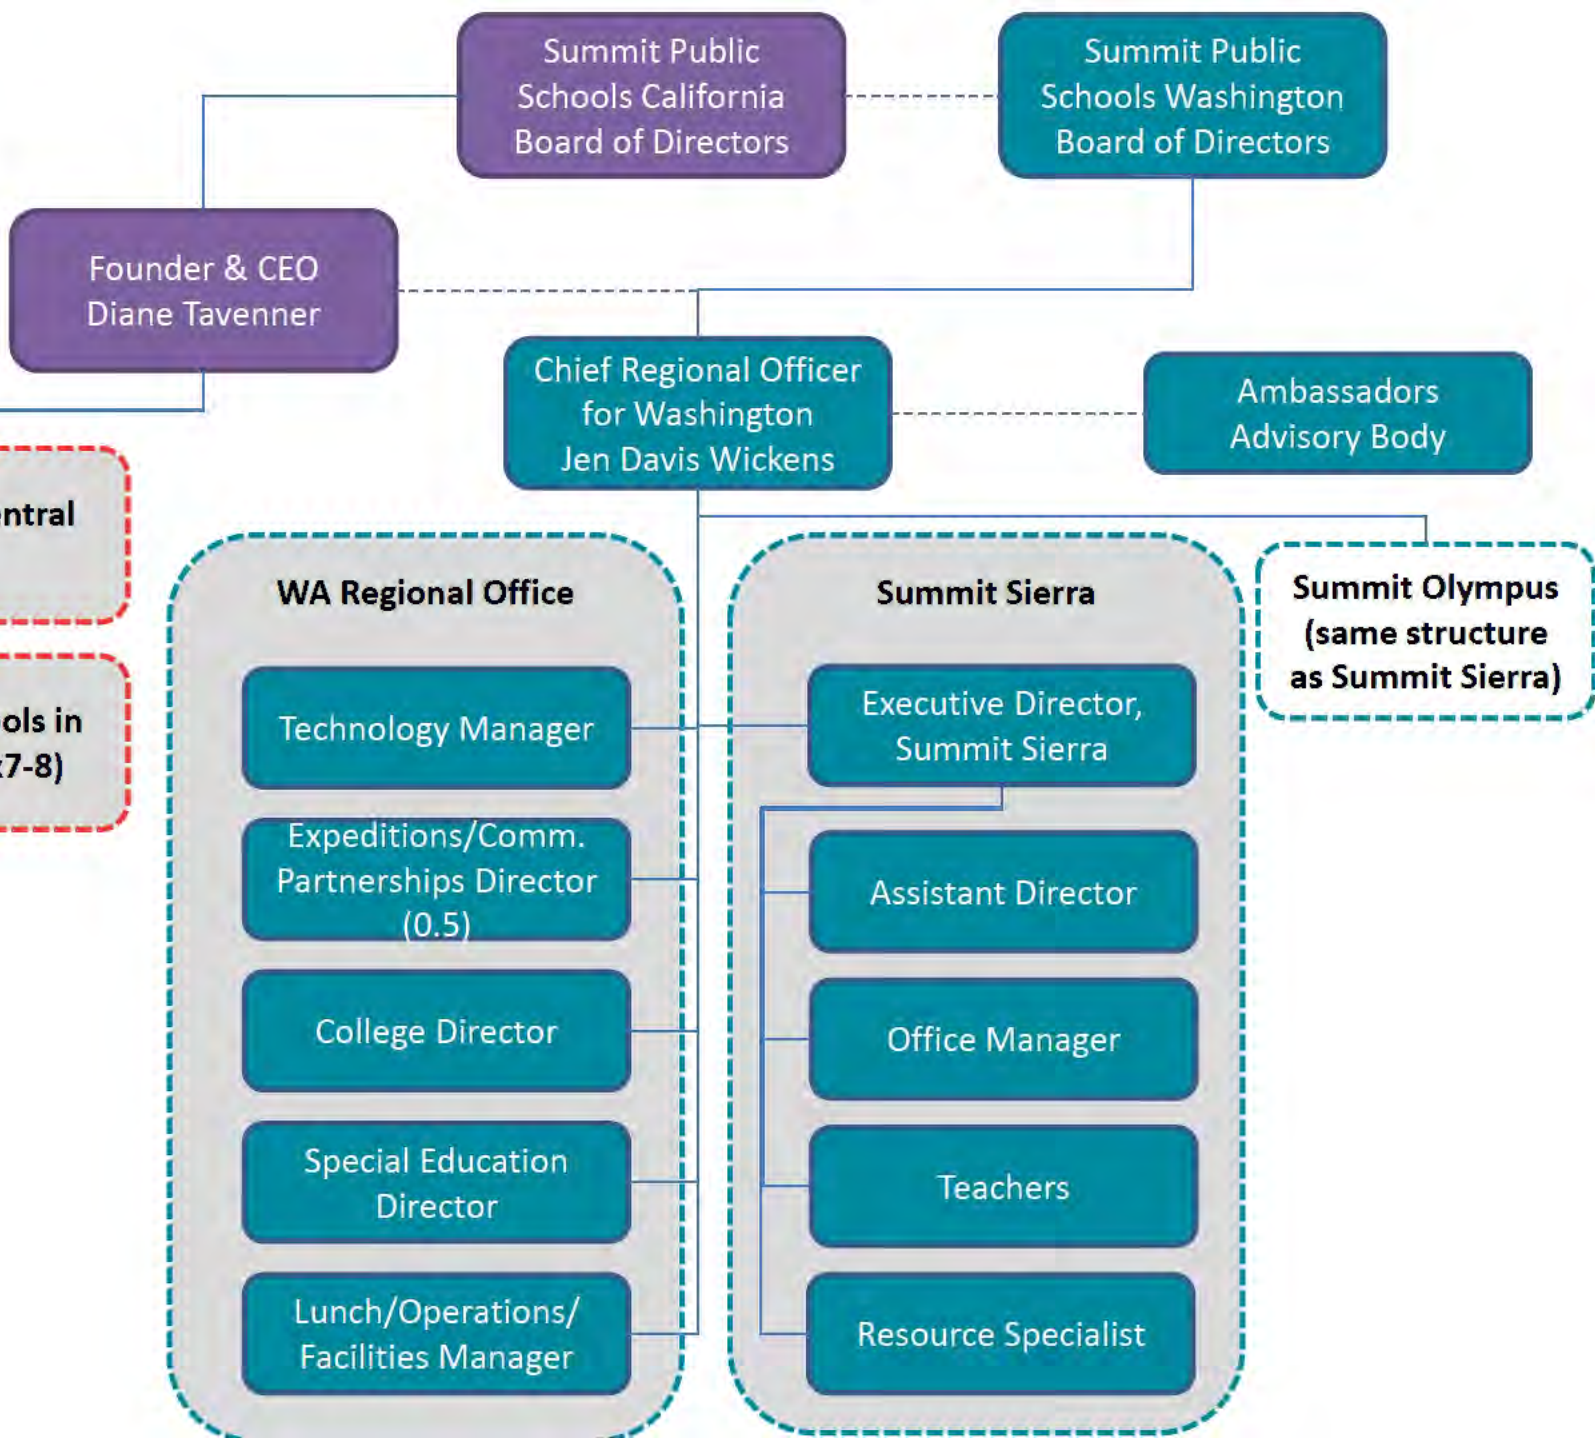 Summit Public
Schools California
Board of Directors
Summit Public
Schools Washington
Board of Directors
Founder & CEO
Diane Tavenner
Chief Regional Officer
for Washington
Jen Davis Wickens
Ambassadors
Advisory Body
WA Regional Office
Technology Manager
Expeditions/Comm.
Partnerships Director
(0.5)
College Director
Special Education
Director
Lunch/Operations/
Facilities Manager
Summit Sierra
Executive Director,
Summit Sierra
Assistant Director
Office Manager
Teachers
Resource Specialist
Summit Olympus
(same structure
as Summit Sierra)
in
7-8)